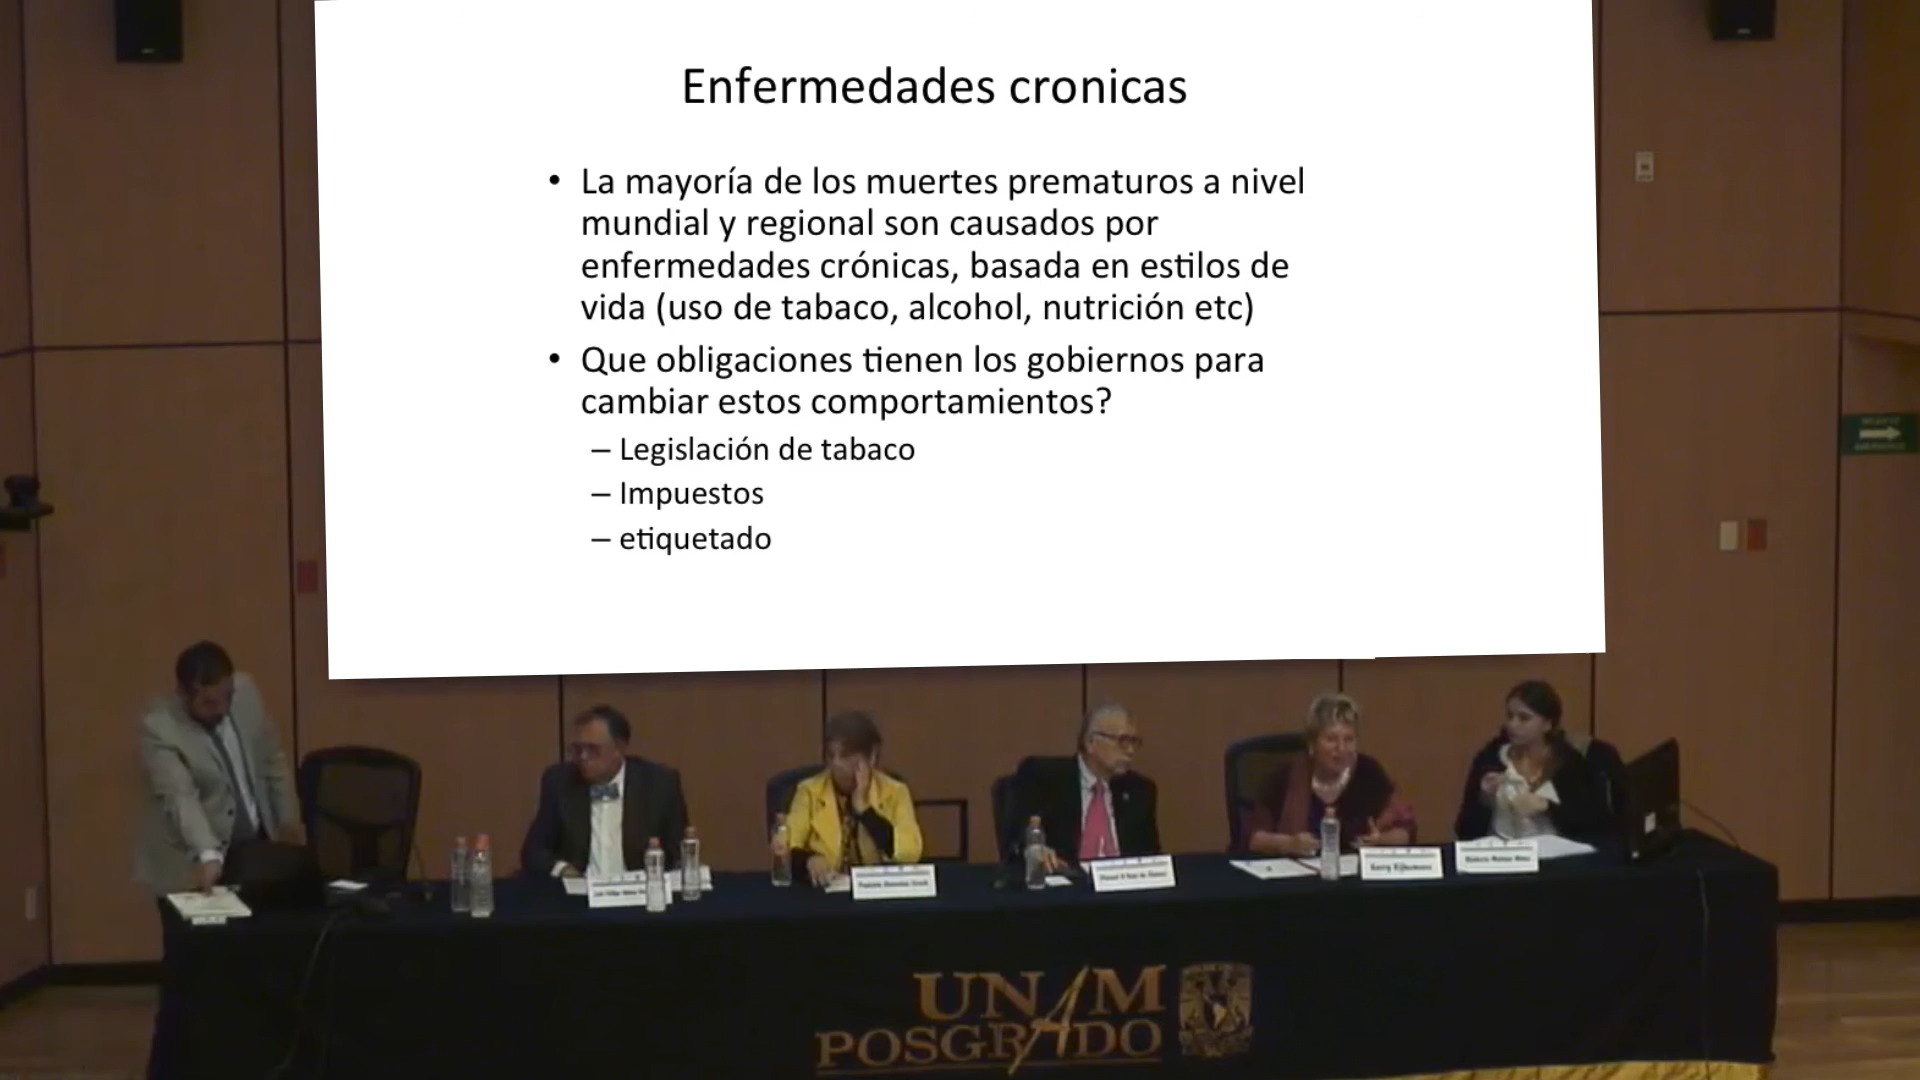 Enfermedades cronicas
• La mayoría de los muertes prematuros a nivel
mundial y regional son causados por
enfermedades crónicas, basada en estilos de
vida (uso de tabaco, alcohol, nutrición etc)
• Que obligaciones tienen los gobiernos para
cambiar estos comportamientos?
– Legislación de tabaco
– Impuestos
– etiquetado
UNAM
POSGRADO